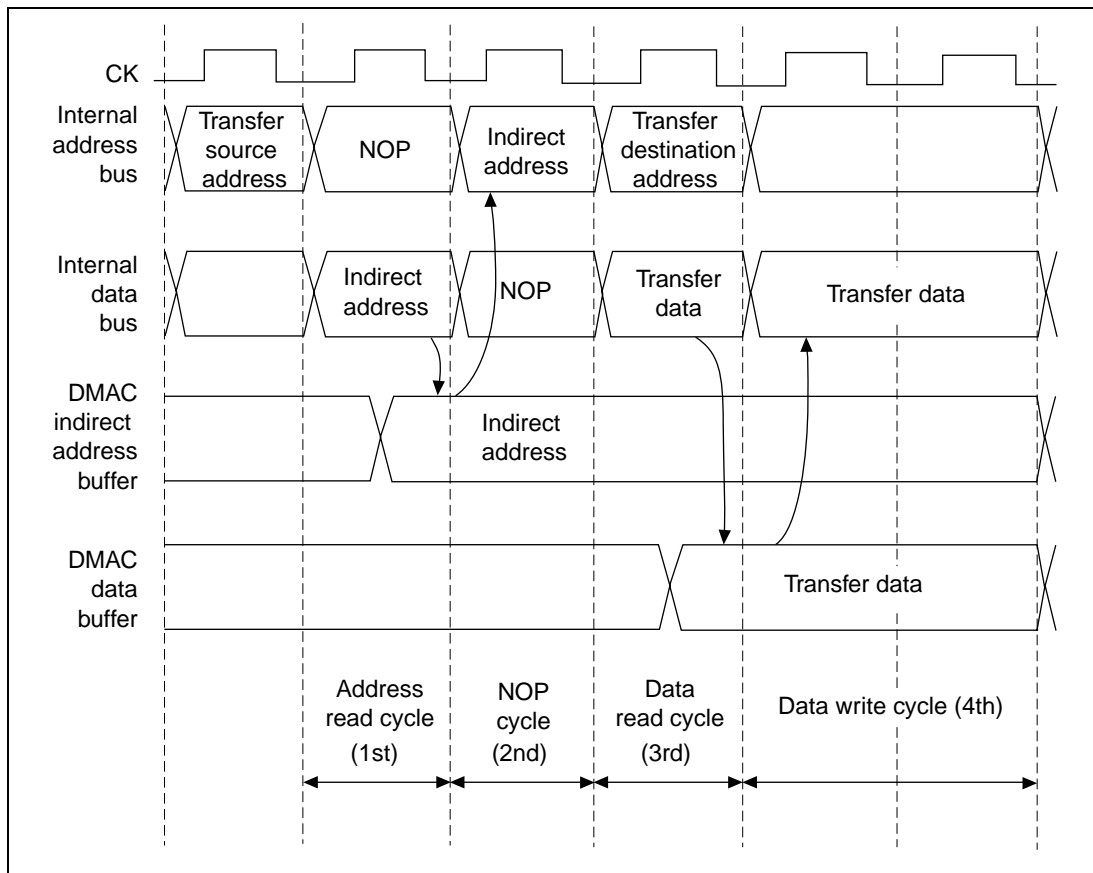 CK
Internal
address
bus
Transfer
source
address
NOP
Indirect
address
Transfer
destination
address
Internal
data
bus
Indirect
address
NOP
Transfer
data
Transfer data
DMAC
indirect
address
buffer
Indirect
address
DMAC
data
buffer
Transfer data
Address
read cycle
(1st)
NOP
cycle
(2nd)
Data
read cycle
(3rd)
Data write cycle (4th)